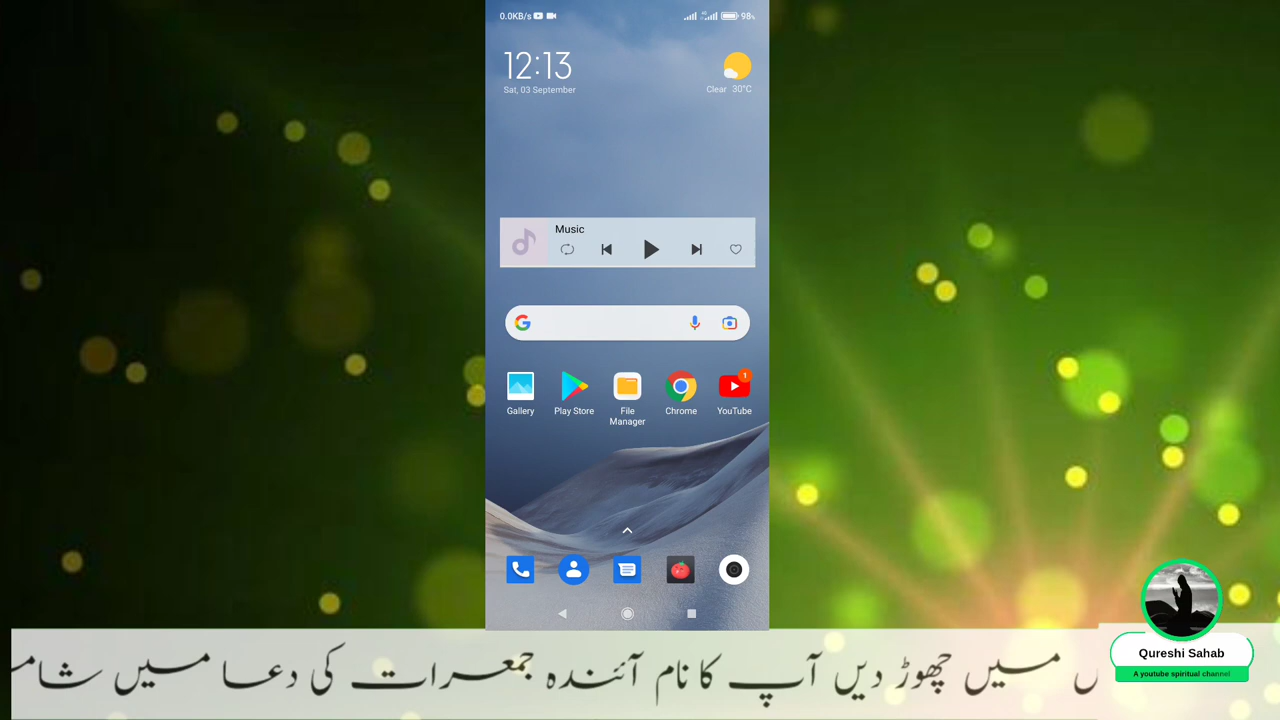 0.0KB/s
4G
98%
12:13
Sat, 03 September
Clear 30°C
Music
Gallery
Play Store
File Manager
Chrome
1
YouTube
میں چھوڑ دیں آپ کا نام آئندہ جمعرات کی دعا میں
Qureshi Sahab
A youtube spiritual channel